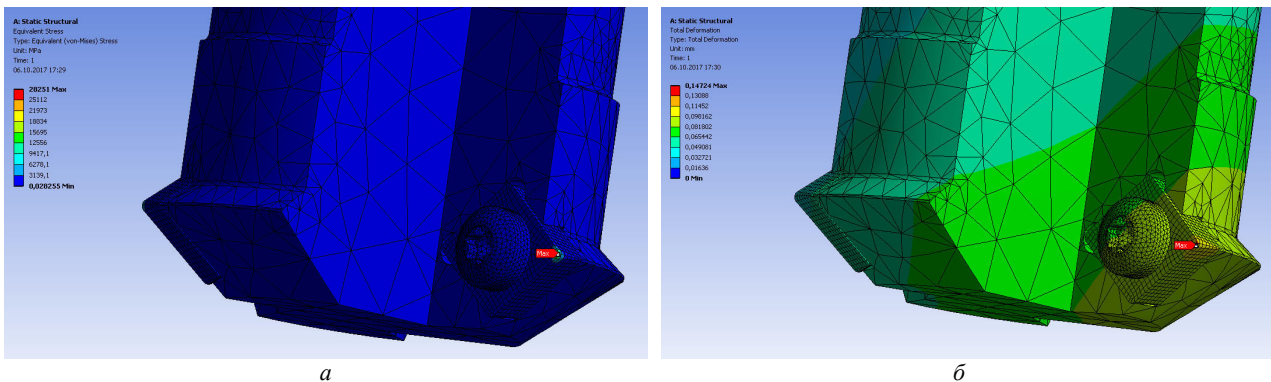 A: Static Structural
Equivalent Stress
Type: Equivalent (von-Mises) Stress
Unit: MPa
Time: 1
06.10.2017 17:29
28251 Max
25112
21973
18834
15695
12556
9417,1
6278,1
3139,1
0,028255 Min
Max
а
A: Static Structural
Total Deformation
Type: Total Deformation
Unit: mm
Time: 1
06.10.2017 17:30
0,14724 Max
0,13088
0,11452
0,098162
0,081802
0,065442
0,049081
0,032721
0,01636
0 Min
Max
б